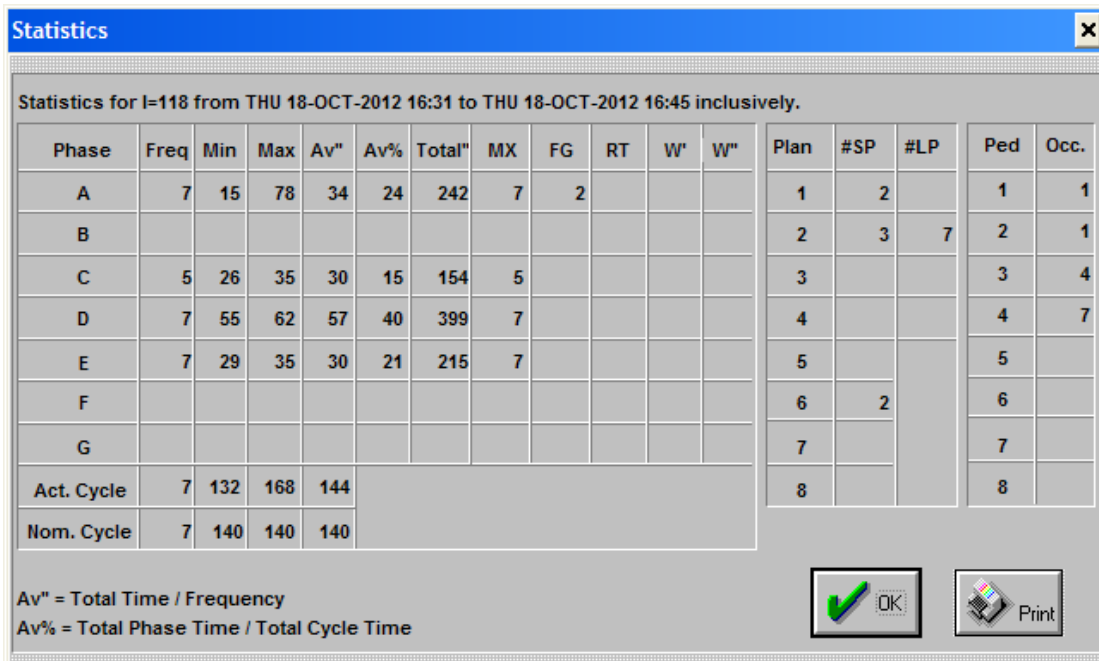 Statistics
Statistics for I=118 from THU 18-OCT-2012 16:31 to THU 18-OCT-2012 16:45 inclusively.
Phase Freq Min Max Av" Av% Total" MX FG RT W' W" Plan #SP #LP Ped Occ.
A 7 15 78 34 24 242 7 2 1 2 1 1
B 2 3 7 2 1
C 5 26 35 30 15 154 5 3 3 4
D 7 55 62 57 40 399 7 4 4 7
E 7 29 35 30 21 215 7 5 5
F 6 2 6
G 7 7
Act. Cycle 7 132 168 144 8 8
Nom. Cycle 7 140 140 140
Av" = Total Time / Frequency
Av% = Total Phase Time / Total Cycle Time
OK
Print